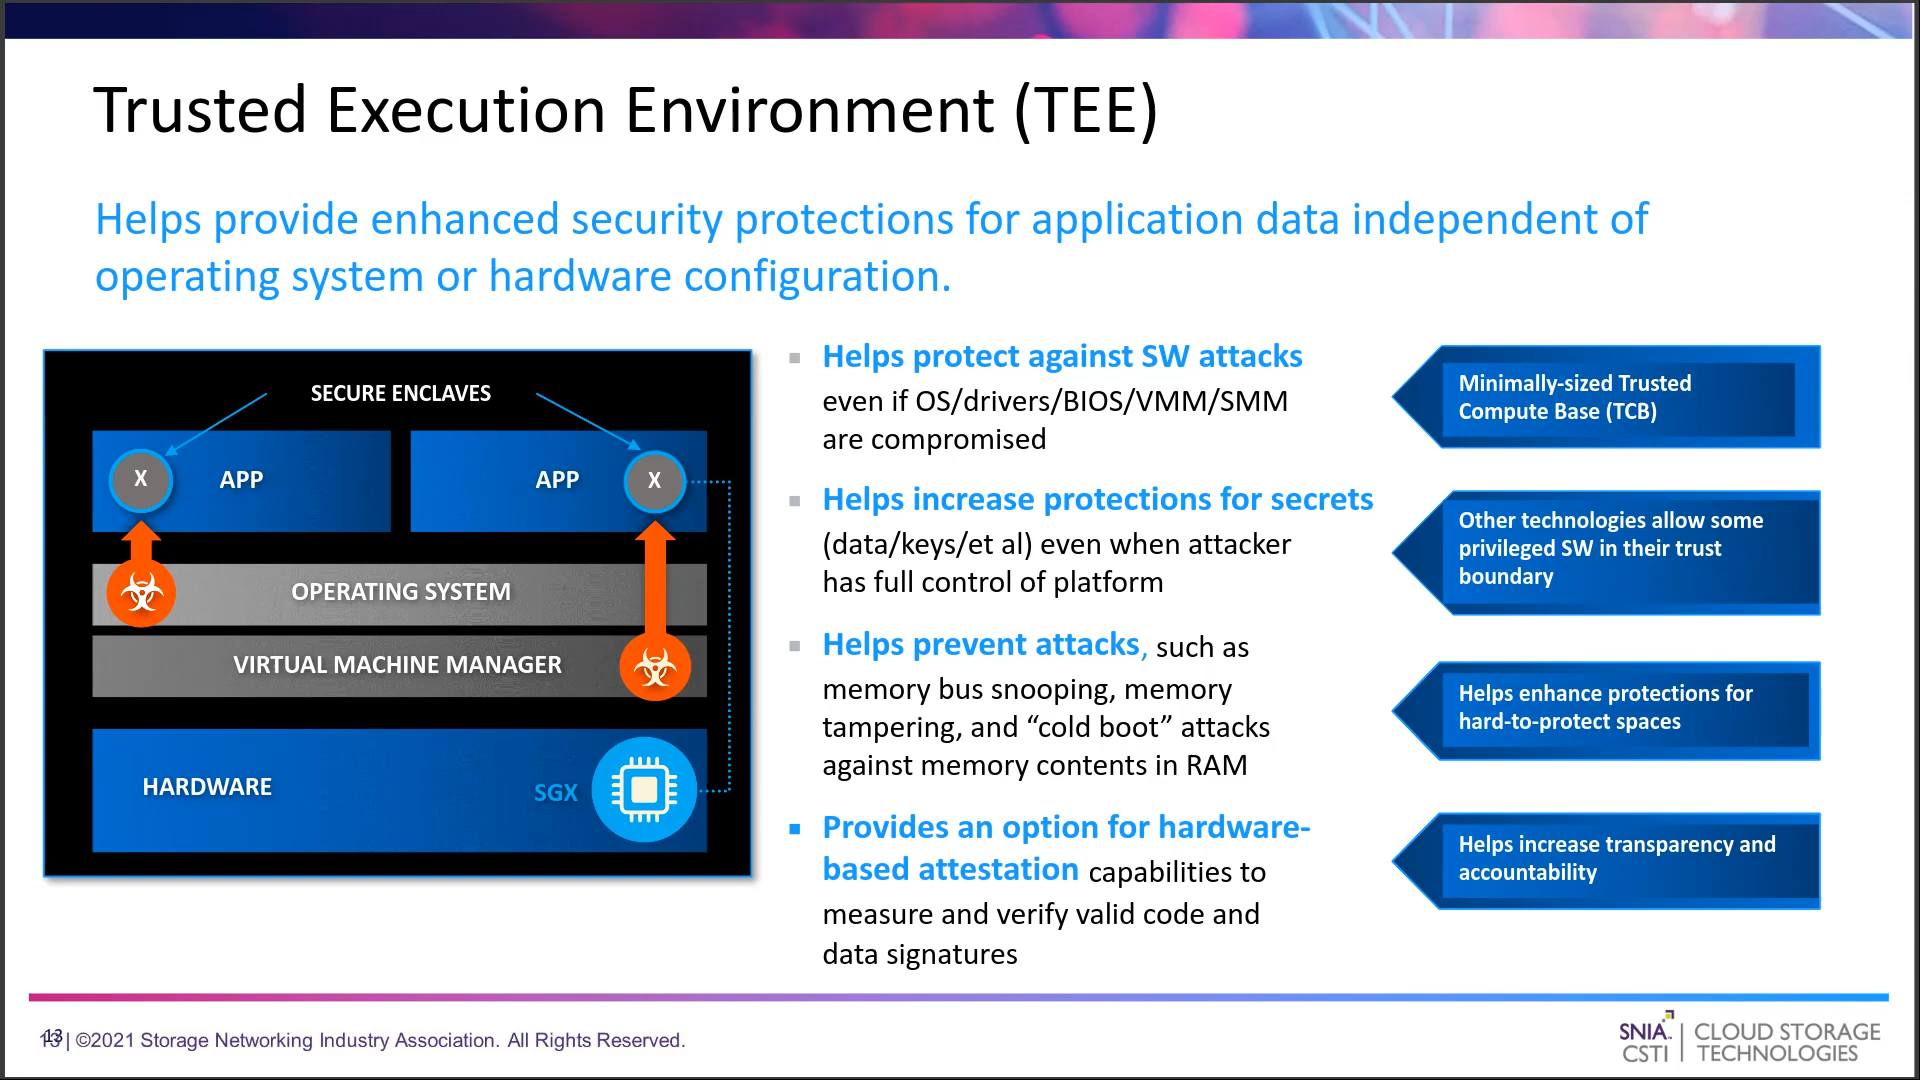 Trusted Execution Environment (TEE)
Helps provide enhanced security protections for application data independent of
operating system or hardware configuration.
SECURE ENCLAVES
X
APP
APP
X
OPERATING SYSTEM
VIRTUAL MACHINE MANAGER
HARDWARE
SGX
Helps protect against SW attacks
even if OS/drivers/BIOS/VMM/SMM
are compromised
Helps increase protections for secrets
(data/keys/et al) even when attacker
has full control of platform
Helps prevent attacks, such as
memory bus snooping, memory
tampering, and “cold boot” attacks
against memory contents in RAM
Provides an option for hardware-
based attestation capabilities to
measure and verify valid code and
data signatures
Minimally-sized Trusted
Compute Base (TCB)
Other technologies allow some
privileged SW in their trust
boundary
Helps enhance protections for
hard-to-protect spaces
Helps increase transparency and
accountability
13 | ©2021 Storage Networking Industry Association. All Rights Reserved.
13
SNIA. | CLOUD STORAGE
CSTI | TECHNOLOGIES